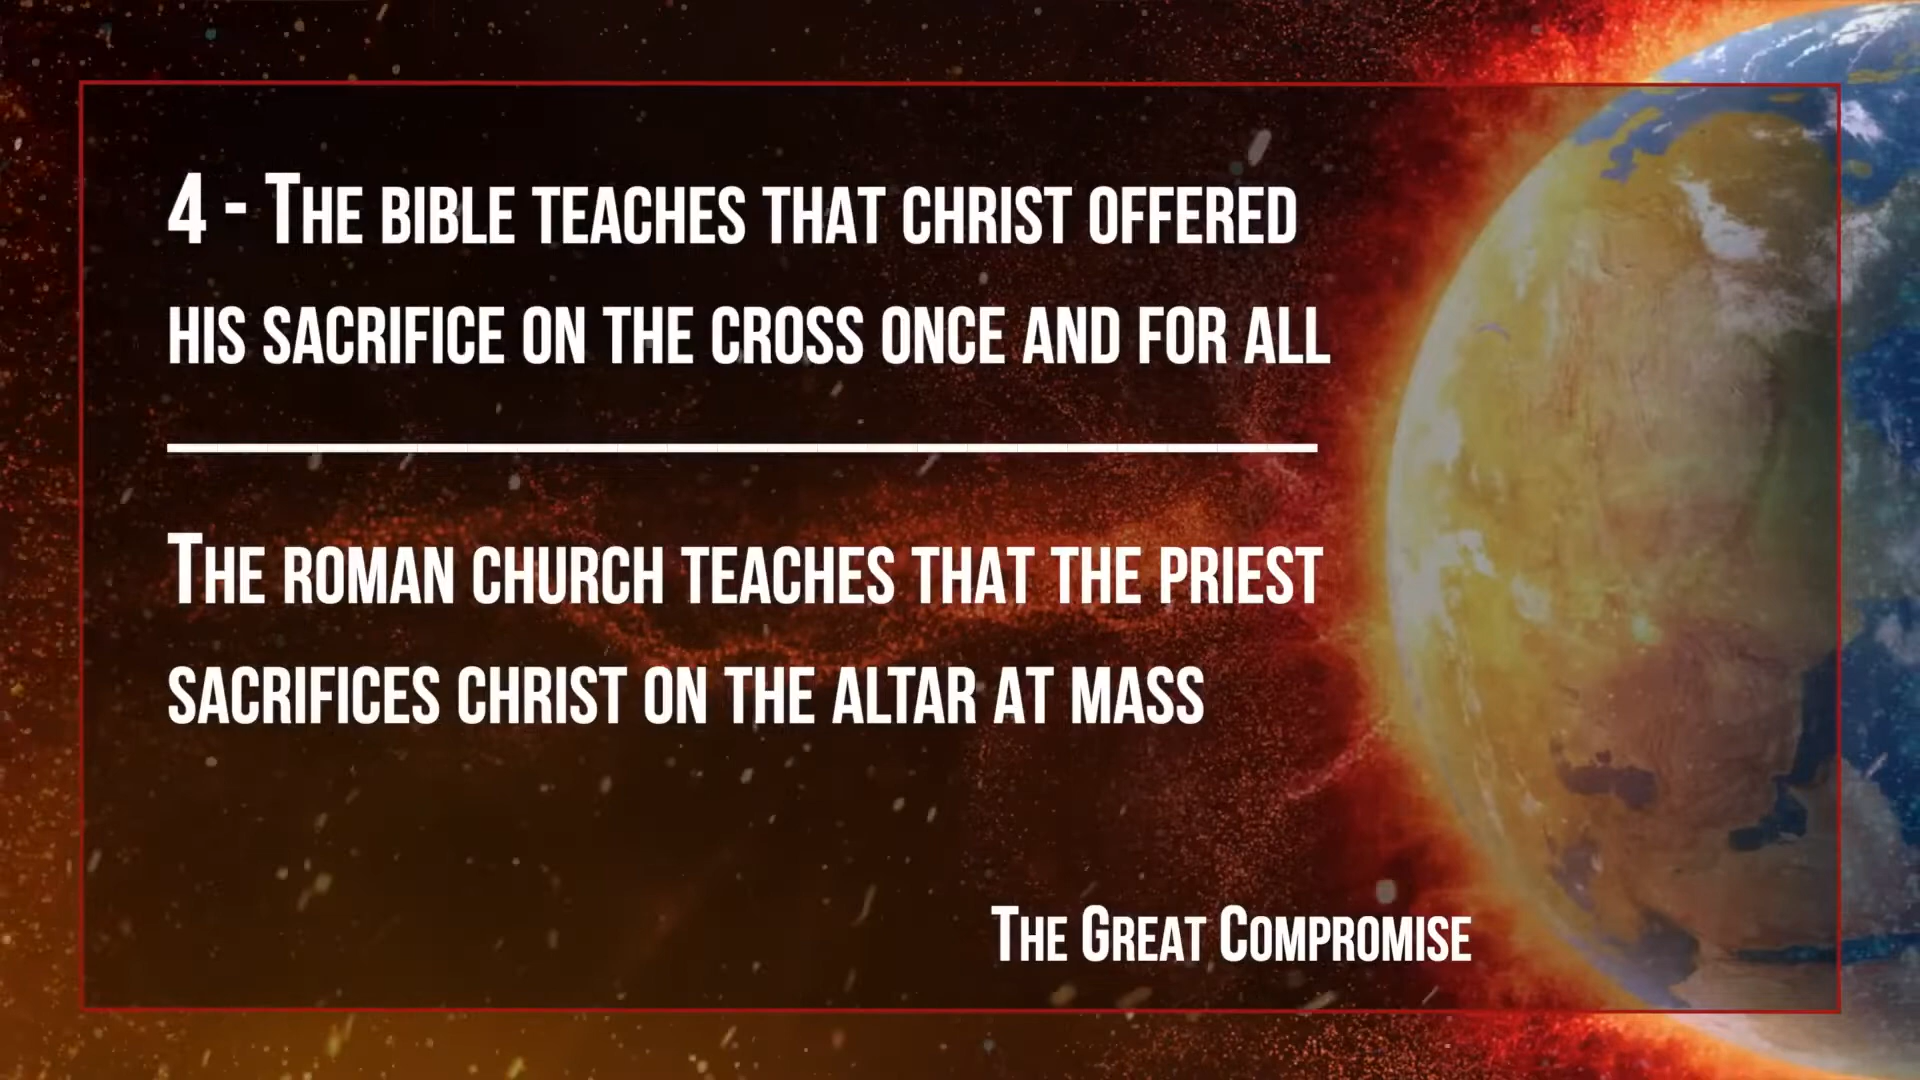 4 - The bible teaches that christ offered
his sacrifice on the cross once and for all
The roman church teaches that the priest
sacrifices christ on the altar at mass
The Great Compromise